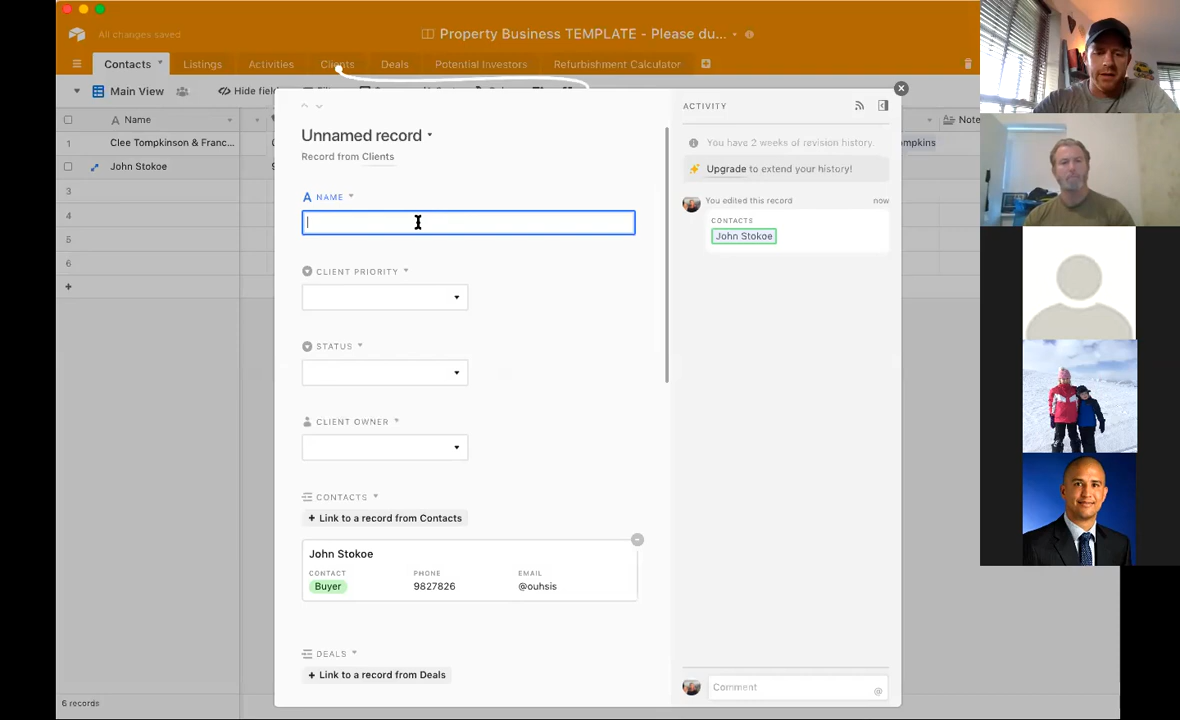 All changes saved
Property Business TEMPLATE - Please du...
Contacts
Listings
Activities
Clients
Deals
Potential Investors
Refurbishment Calculator
Main View
Hide fiel
Name
Note
1
Clee Tompkinson & Franc...
mpkins
John Stokoe
3
4
5
6
+
6 records
Unnamed record
Record from Clients
A NAME
CLIENT PRIORITY
STATUS
CLIENT OWNER
CONTACTS
+ Link to a record from Contacts
John Stokoe
CONTACT
PHONE
EMAIL
Buyer
9827826
@ouhsis
DEALS
+ Link to a record from Deals
ACTIVITY
You have 2 weeks of revision history.
Upgrade to extend your history!
You edited this record
now
CONTACTS
John Stokoe
Comment
@